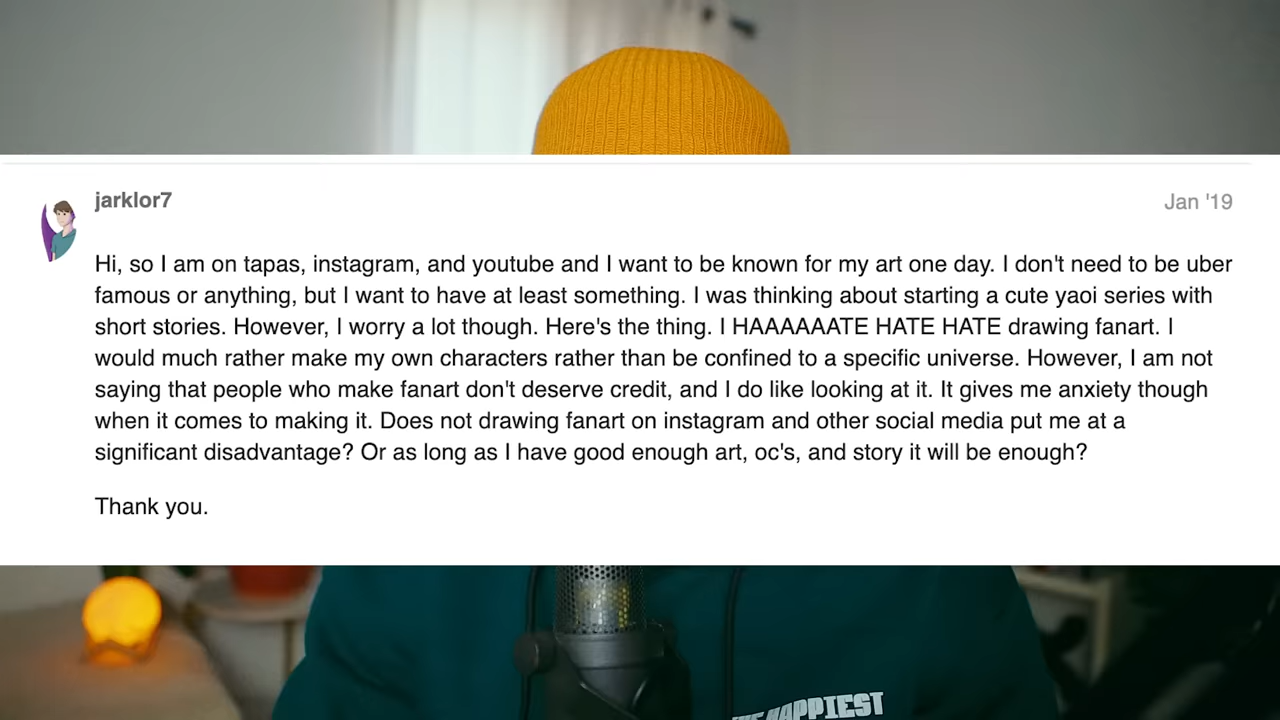 jarklor7
Jan '19
Hi, so I am on tapas, instagram, and youtube and I want to be known for my art one day. I don't need to be uber
famous or anything, but I want to have at least something. I was thinking about starting a cute yaoi series with
short stories. However, I worry a lot though. Here's the thing. I HAAAAAATE HATE HATE drawing fanart. I
would much rather make my own characters rather than be confined to a specific universe. However, I am not
saying that people who make fanart don't deserve credit, and I do like looking at it. It gives me anxiety though
when it comes to making it. Does not drawing fanart on instagram and other social media put me at a
significant disadvantage? Or as long as I have good enough art, oc's, and story it will be enough?
Thank you.
HAPPIEST